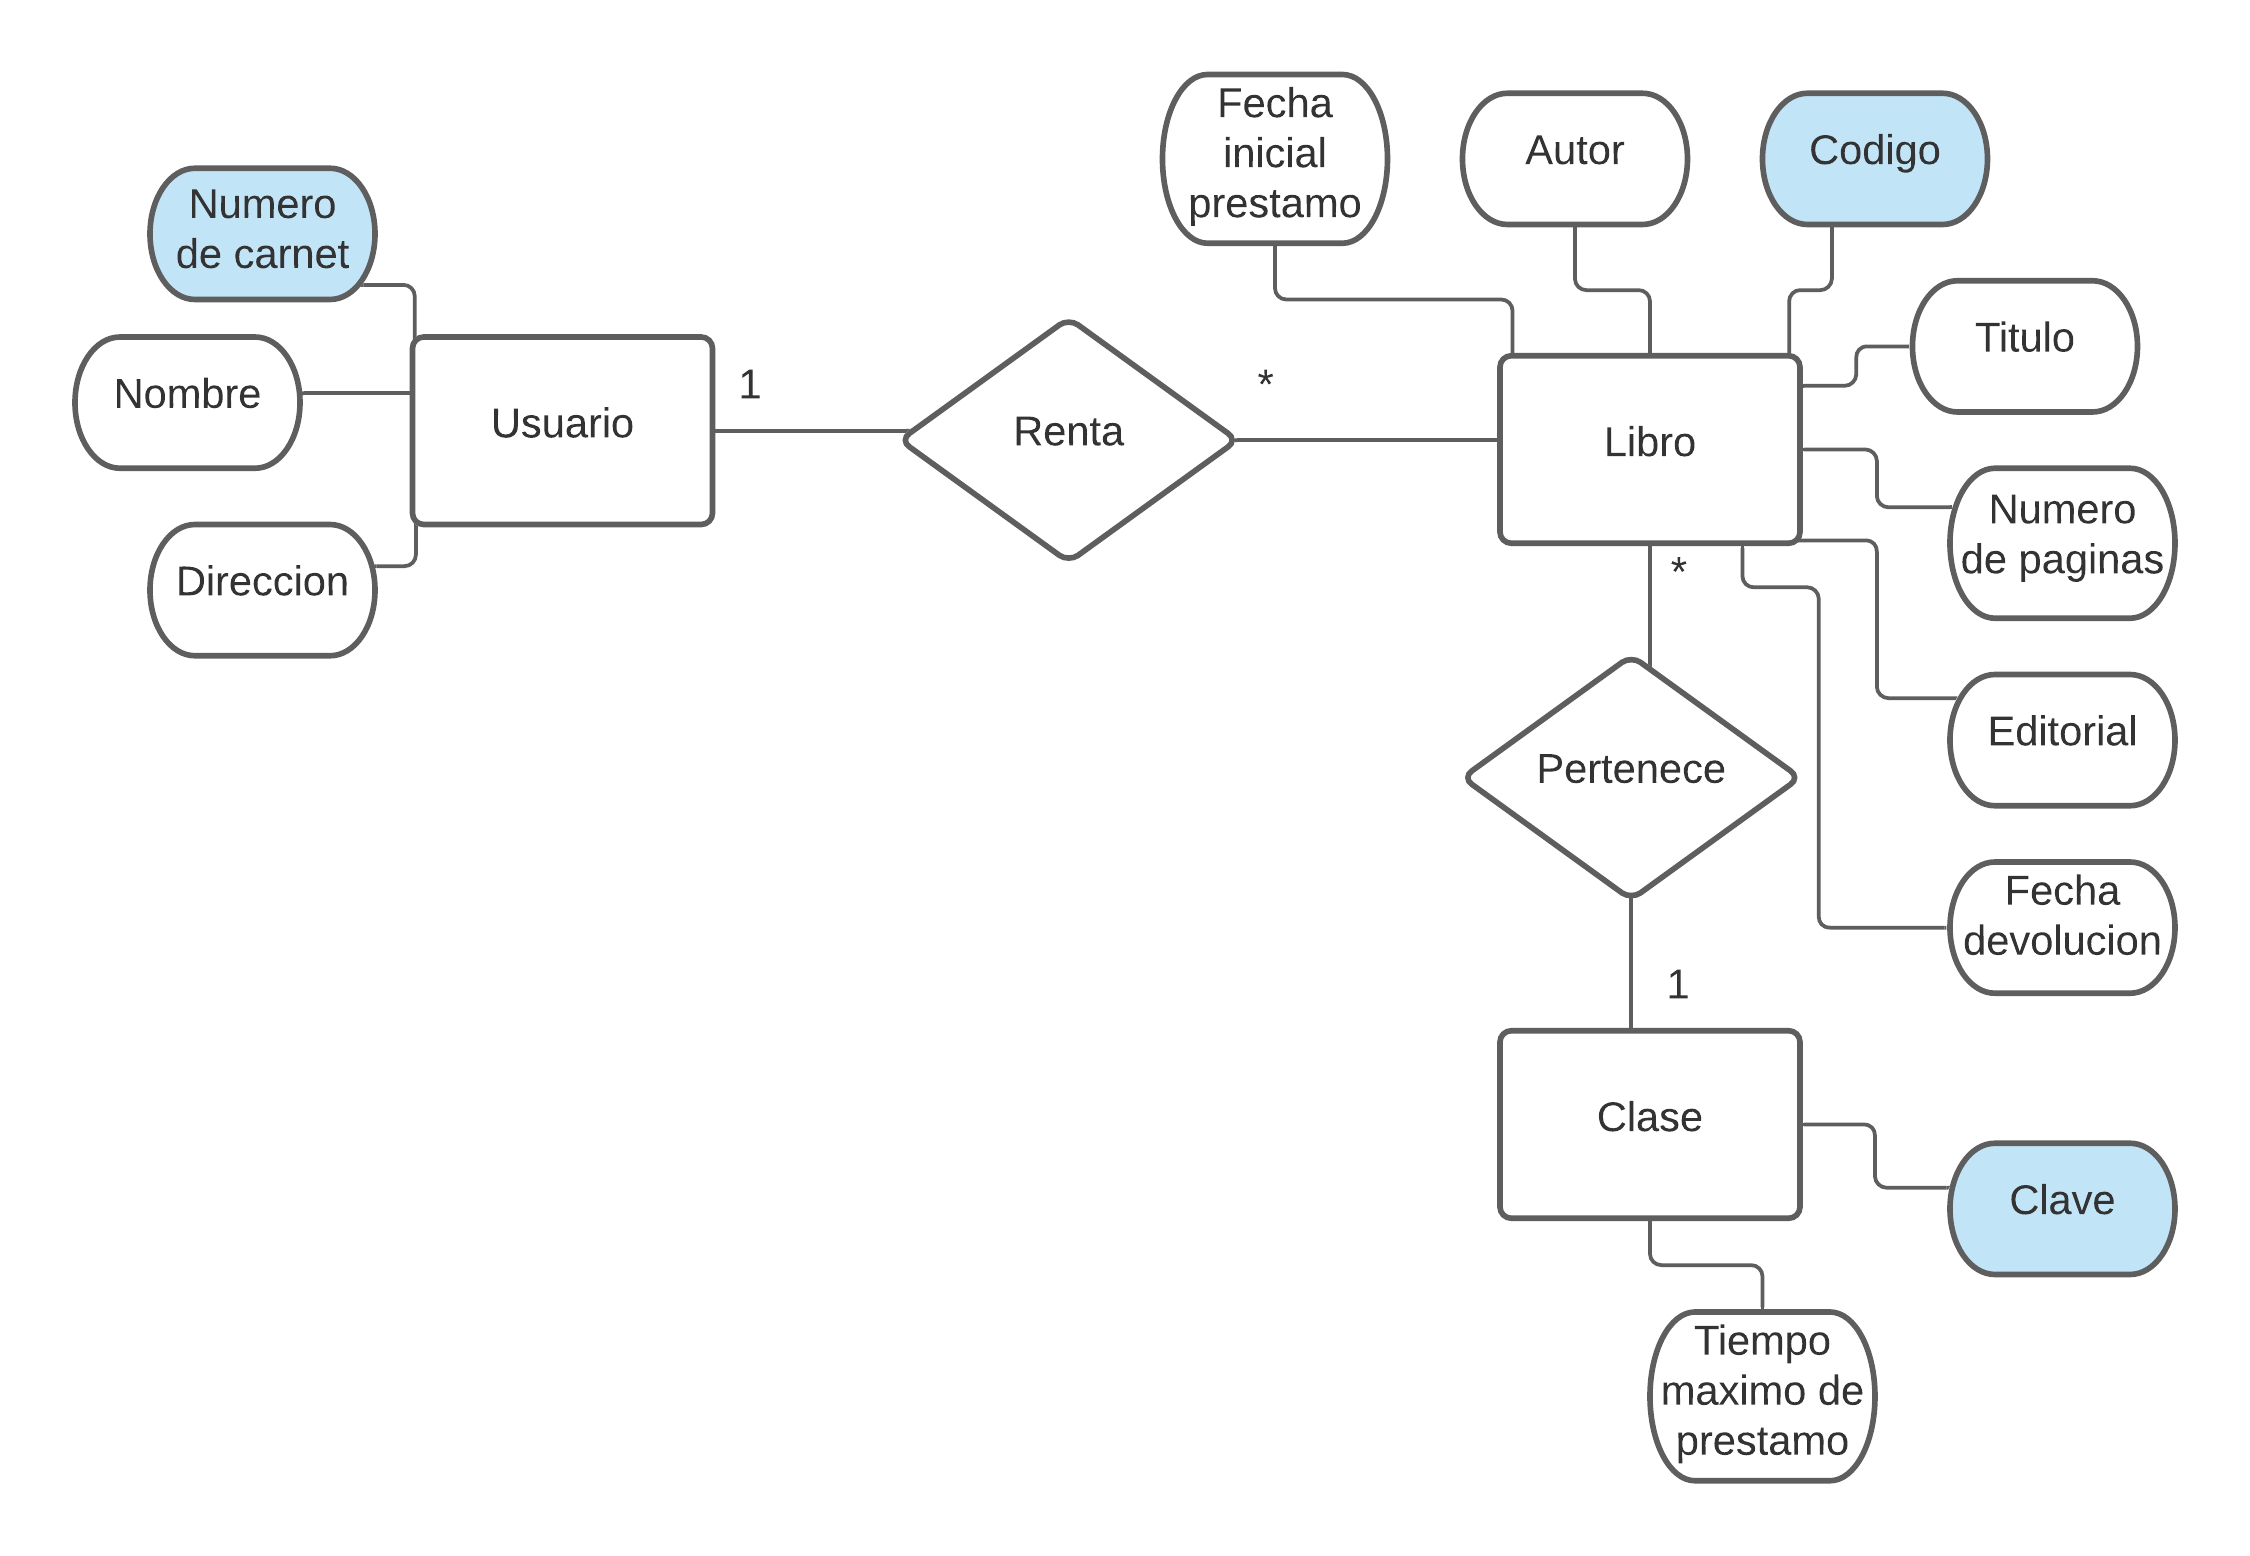 Fecha
inicial
prestamo
Autor
Codigo
Numero
de carnet
Titulo
Nombre
Usuario
1
Renta
*
Libro
Numero
de paginas
Direccion
*
Pertenece
Editorial
Fecha
devolucion
1
Clase
Clave
Tiempo
maximo de
prestamo